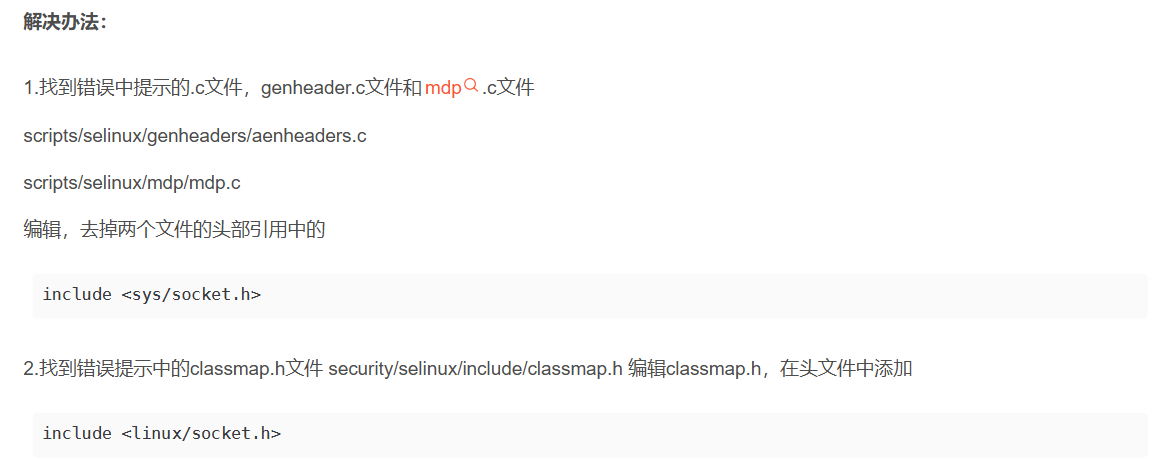 解决办法：
1.找到错误中提示的.c文件，genheader.c文件和 mdp .c文件
scripts/selinux/genheaders/aenheaders.c
scripts/selinux/mdp/mdp.c
编辑，去掉两个文件的头部引用中的
include <sys/socket.h>
2.找到错误提示中的classmap.h文件 security/selinux/include/classmap.h 编辑classmap.h，在头文件中添加
include <linux/socket.h>